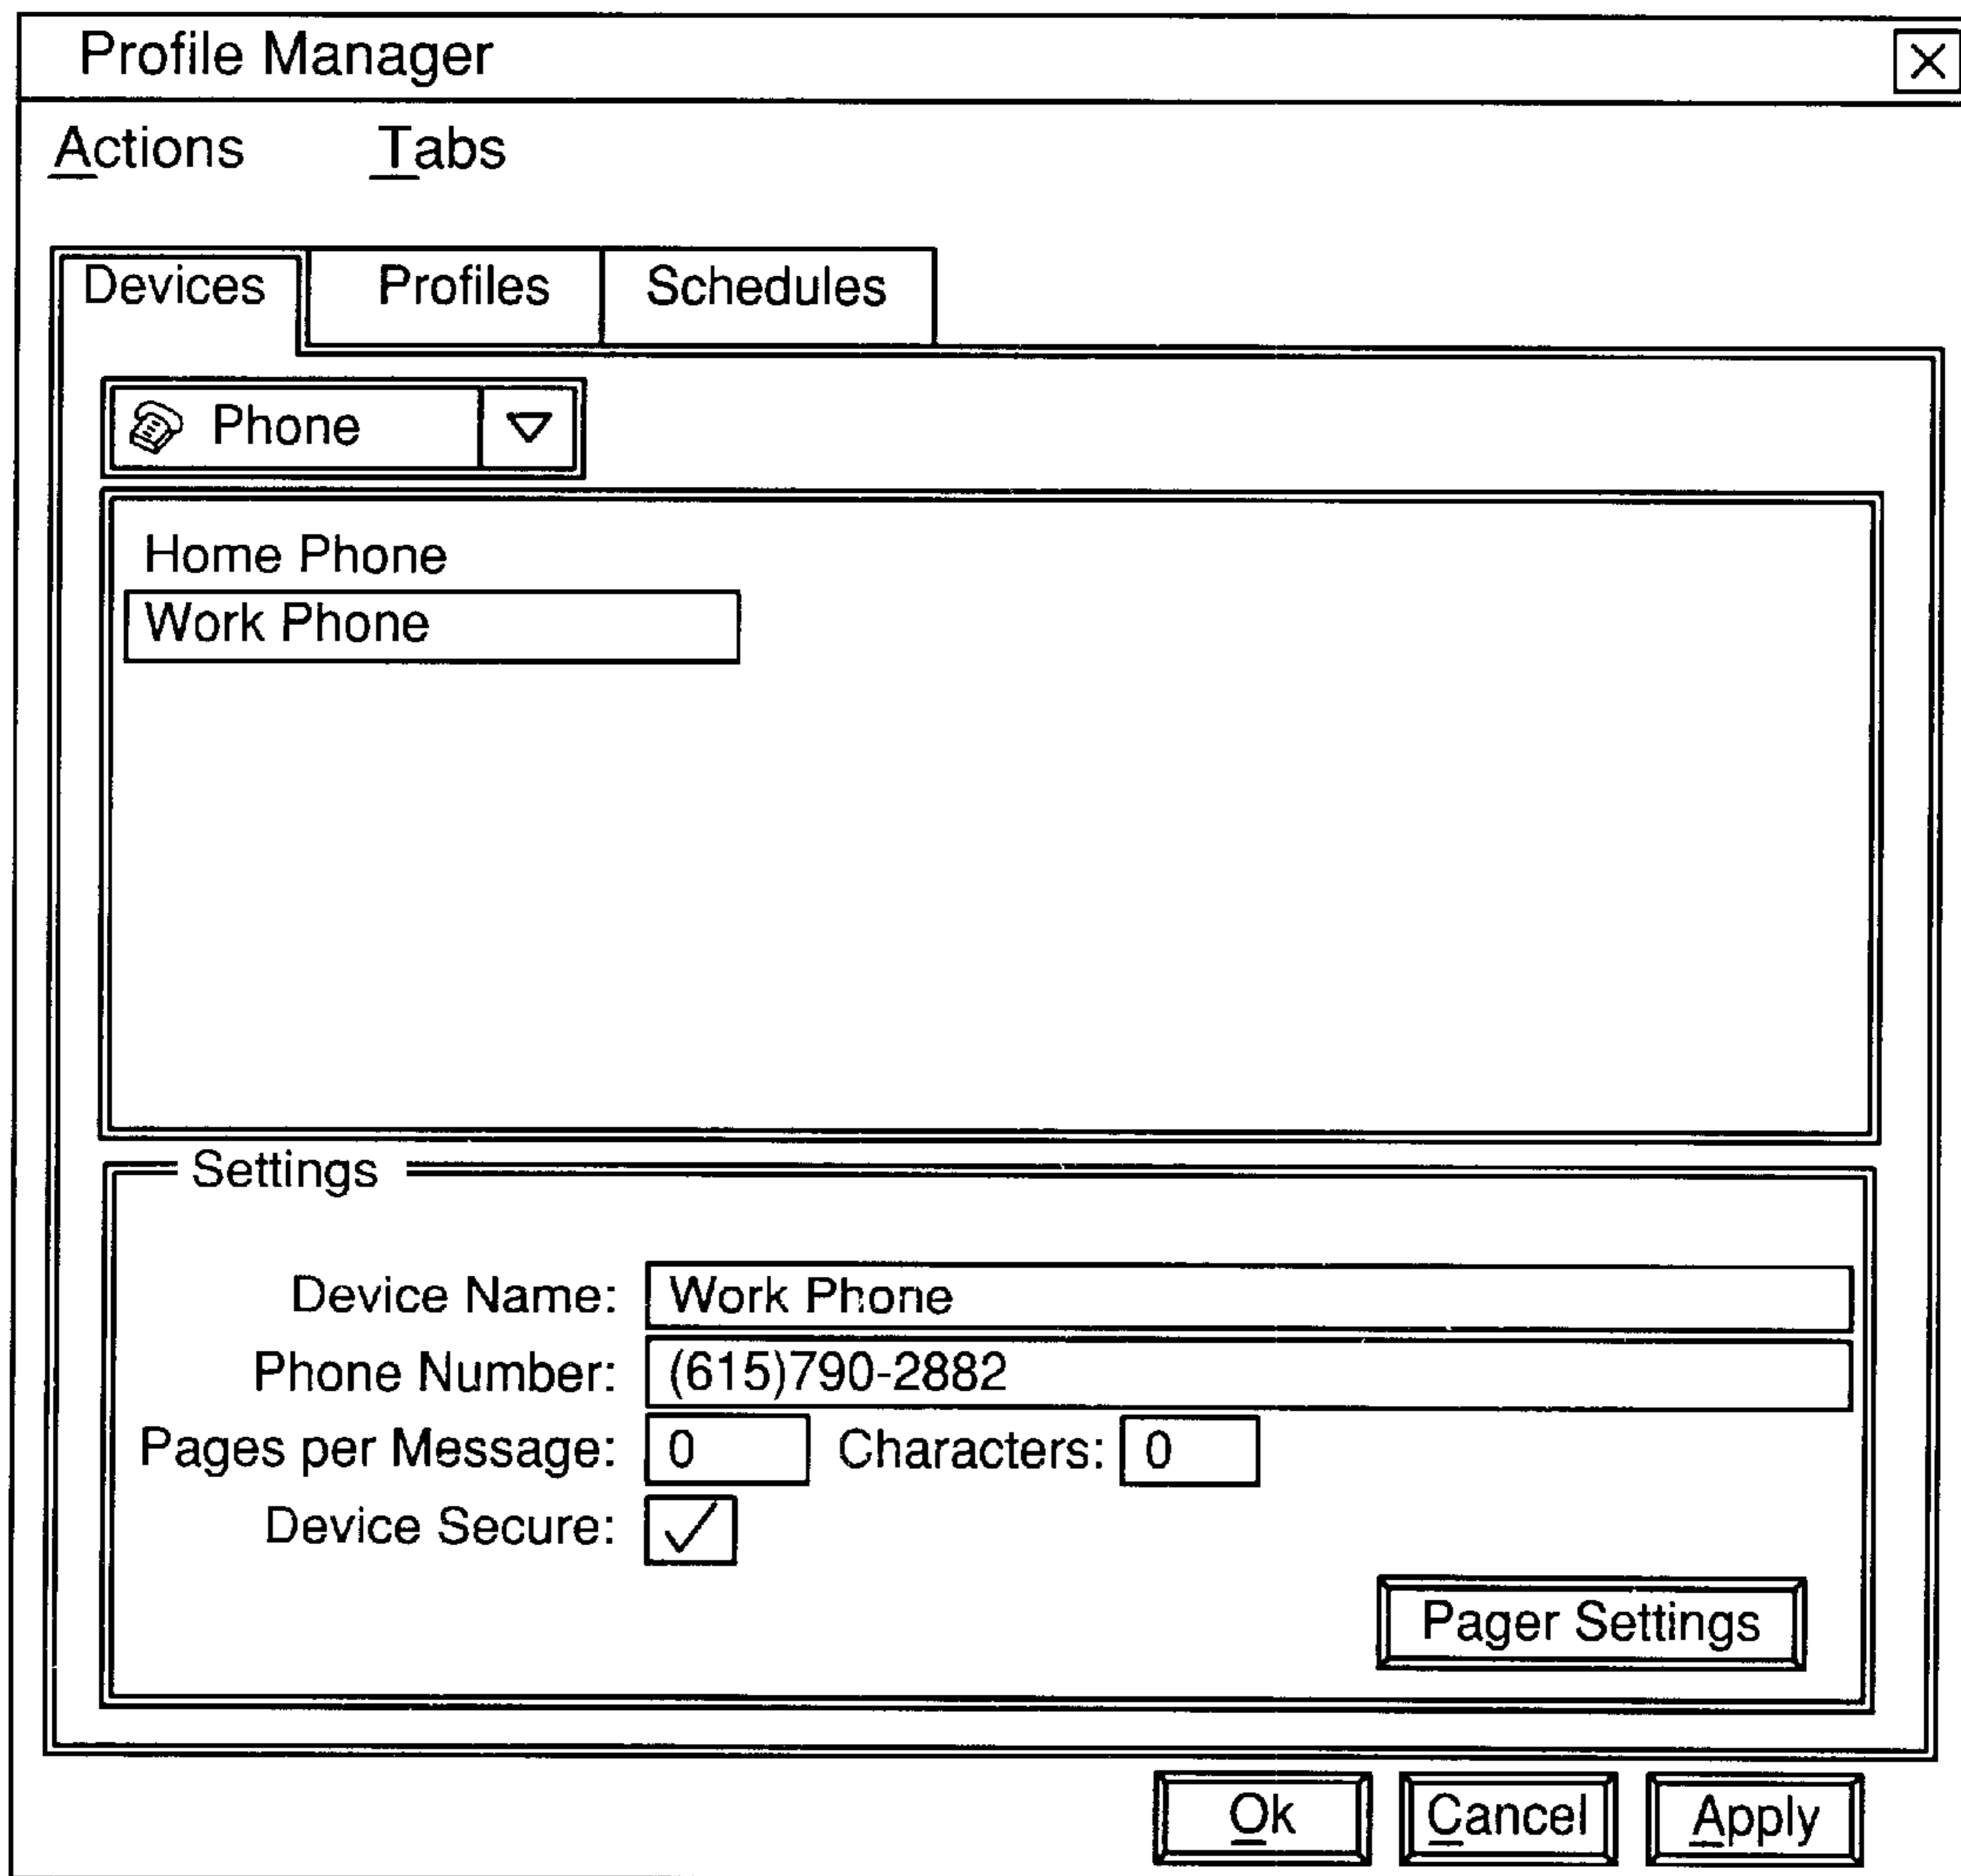 Profile Manager
Actions Tabs
Devices Profiles Schedules
Phone
Home Phone
Work Phone
Settings
Device Name: Work Phone
Phone Number: (615)790-2882
Pages per Message: 0 Characters: 0
Device Secure:
Pager Settings
Ok Cancel Apply